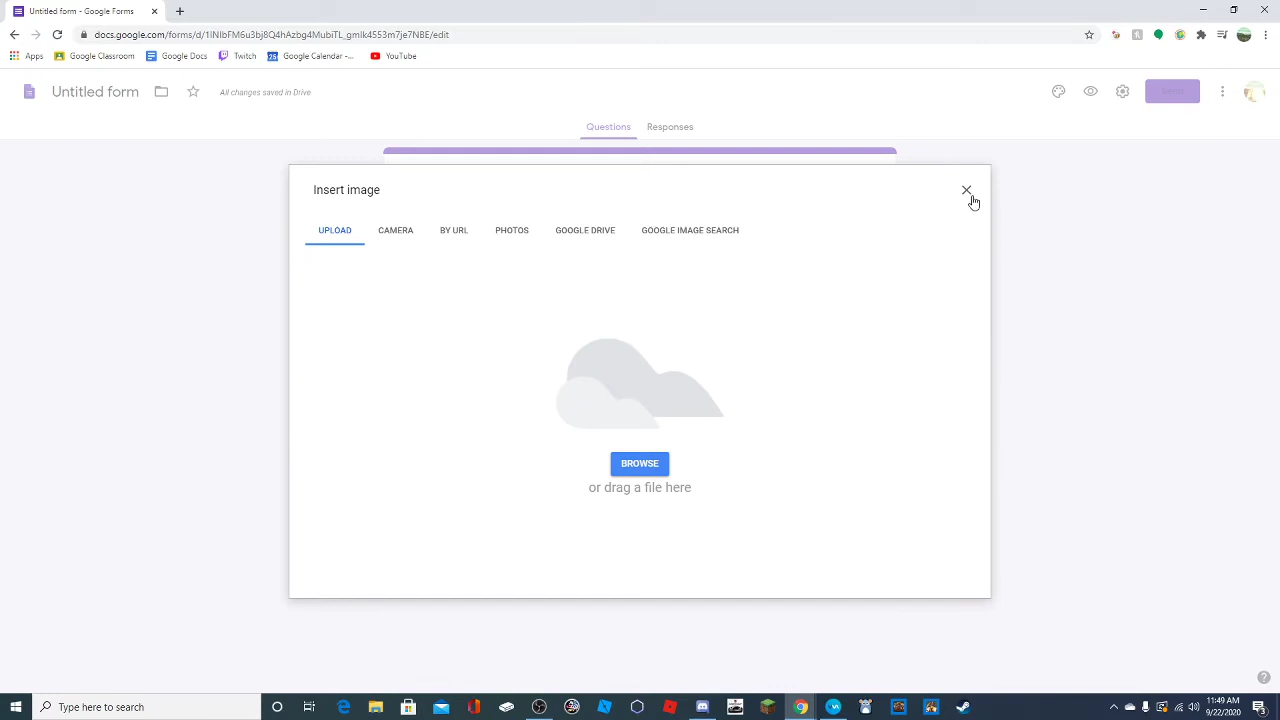 Untitled form - Google Forms
docs.google.com/forms/d/1INIbFM6u3bj8Q4hAzbg4MubiTL_gmIk4553m7je7N8E/edit
Apps Google Classroom Google Docs Twitch Google Calendar -... YouTube
Untitled form All changes saved in Drive Send
Questions Responses
Insert image
UPLOAD CAMERA BY URL PHOTOS GOOGLE DRIVE GOOGLE IMAGE SEARCH
BROWSE
or drag a file here
Type here to search
11:49 AM
9/22/2020